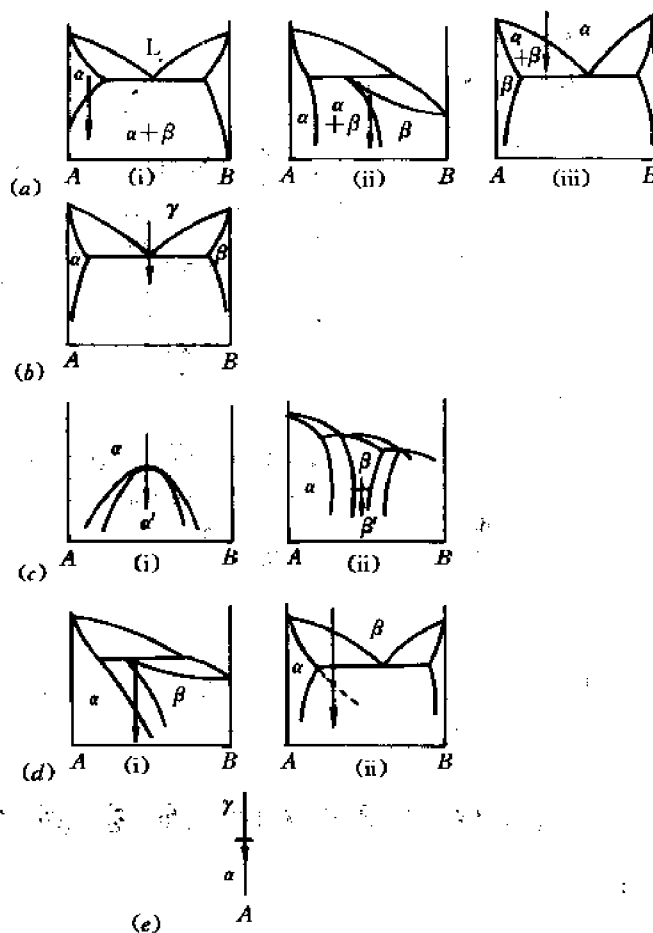 L
α
α + β
A (i) B
α
α + β
β
A (ii) B
α + β
α
β
A (iii) B
(a)
γ
α
β
A B
(b)
α
α'
A (i) B
β
α
β'
A (ii) B
(c)
α
β
A (i) B
β
α
A (ii) B
(d)
γ
α
A
(e)